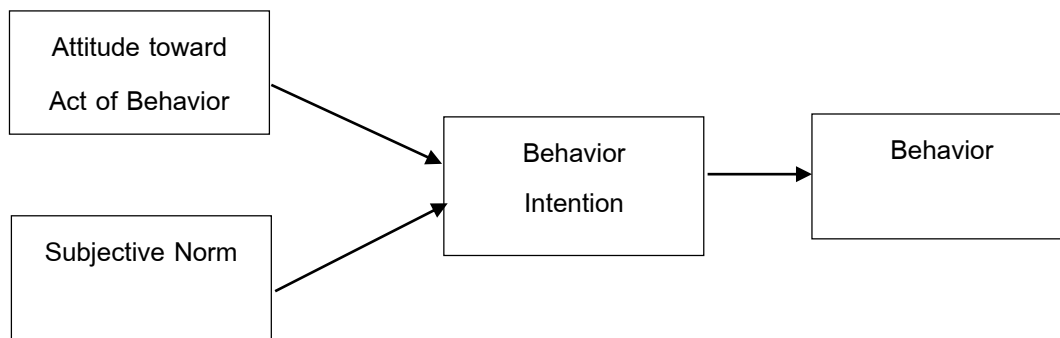 Attitude toward
Act of Behavior
Subjective Norm
Behavior
Intention
Behavior